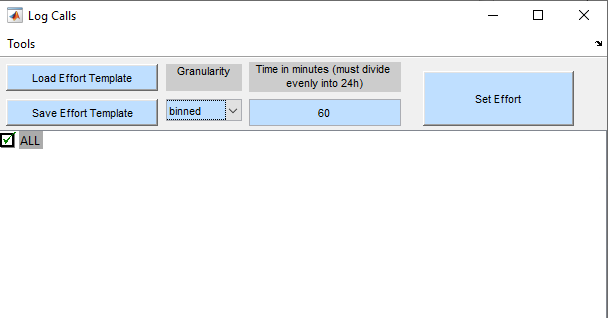 Log Calls
Tools
Load Effort Template
Granularity
Time in minutes (must divide
evenly into 24h)
Set Effort
Save Effort Template
binned
60
ALL